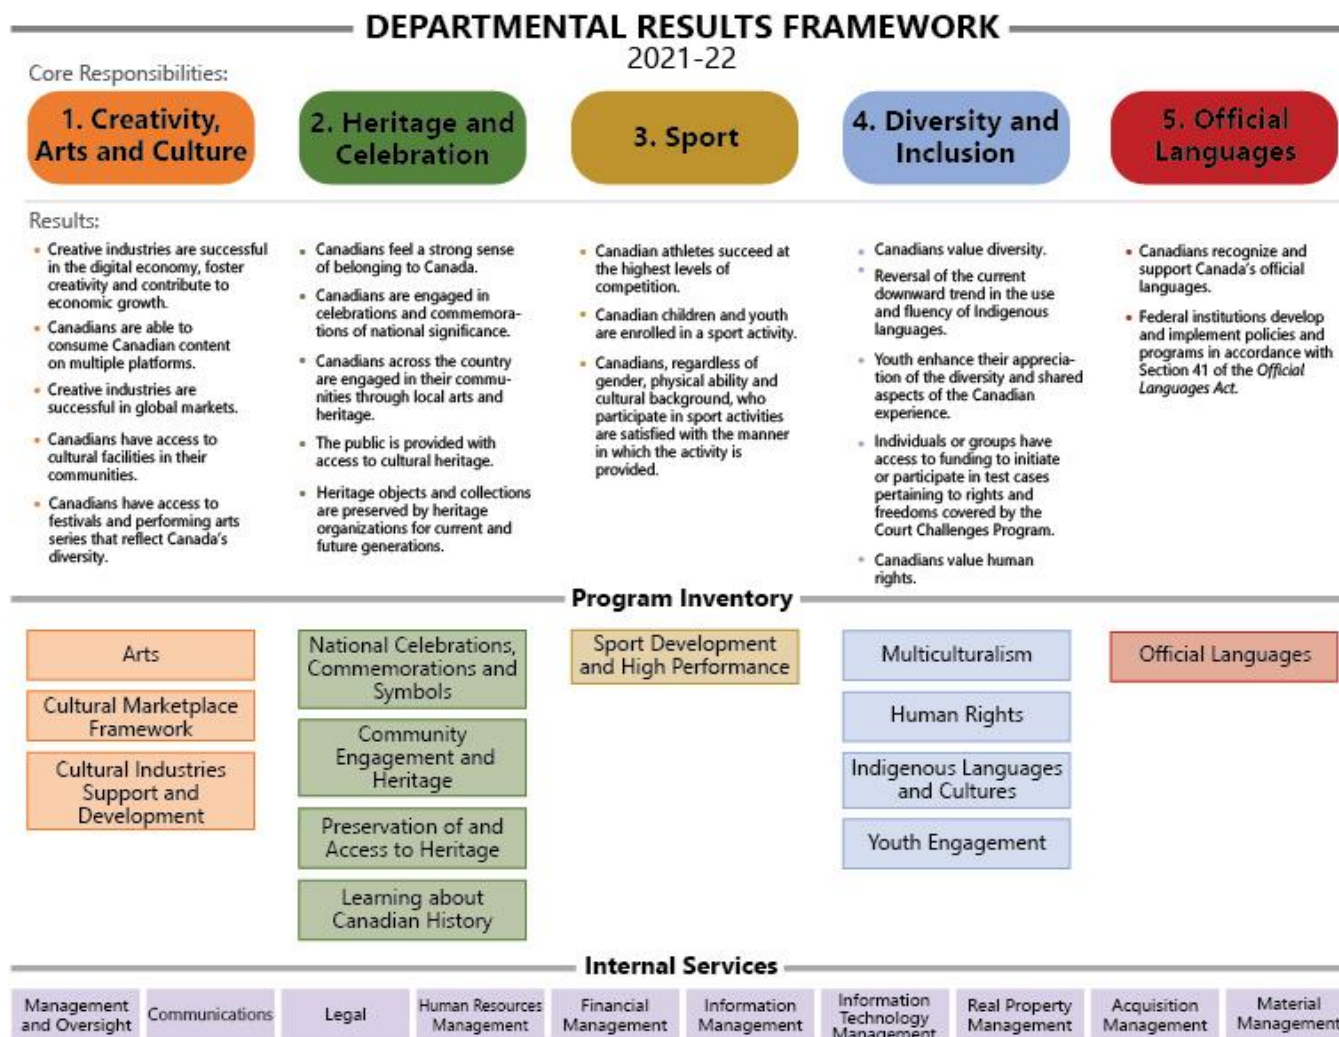 DEPARTMENTAL RESULTS FRAMEWORK
2021-22
Core Responsibilities:
1. Creativity,
Arts and Culture
2. Heritage and
Celebration
3. Sport
4. Diversity and
Inclusion
5. Official
Languages
Results:
• Creative industries are successful
in the digital economy, foster
creativity and contribute to
economic growth.
• Canadians are able to
consume Canadian content
on multiple platforms.
• Creative industries are
successful in global markets.
• Canadians have access to
cultural facilities in their
communities.
• Canadians have access to
festivals and performing arts
series that reflect Canada's
diversity.
• Canadians feel a strong sense
of belonging to Canada.
• Canadians are engaged in
celebrations and commemora-
tions of national significance.
• Canadians across the country
are engaged in their commu-
nities through local arts and
heritage.
• The public is provided with
access to cultural heritage.
• Heritage objects and collections
are preserved by heritage
organizations for current and
future generations.
• Canadian athletes succeed at
the highest levels of
competition.
• Canadian children and youth
are enrolled in a sport activity.
• Canadians, regardless of
gender, physical ability and
cultural background, who
participate in sport activities
are satisfied with the manner
in which the activity is
provided.
• Canadians value diversity.
• Reversal of the current
downward trend in the use
and fluency of Indigenous
languages.
• Youth enhance their apprecia-
tion of the diversity and shared
aspects of the Canadian
experience.
• Individuals or groups have
access to funding to initiate
or participate in test cases
pertaining to rights and
freedoms covered by the
Court Challenges Program.
• Canadians value human
rights.
• Canadians recognize and
support Canada's official
languages.
• Federal institutions develop
and implement policies and
programs in accordance with
Section 41 of the Official
Languages Act.
Program Inventory
Arts
Cultural Marketplace
Framework
Cultural Industries
Support and
Development
National Celebrations,
Commemorations and
Symbols
Community
Engagement and
Heritage
Preservation of and
Access to Heritage
Learning about
Canadian History
Sport Development
and High Performance
Multiculturalism
Human Rights
Indigenous Languages
and Cultures
Youth Engagement
Official Languages
Internal Services
Management
and Oversight
Communications
Legal
Human Resources
Management
Financial
Management
Information
Management
Information
Technology
Management
Real Property
Management
Acquisition
Management
Material
Management